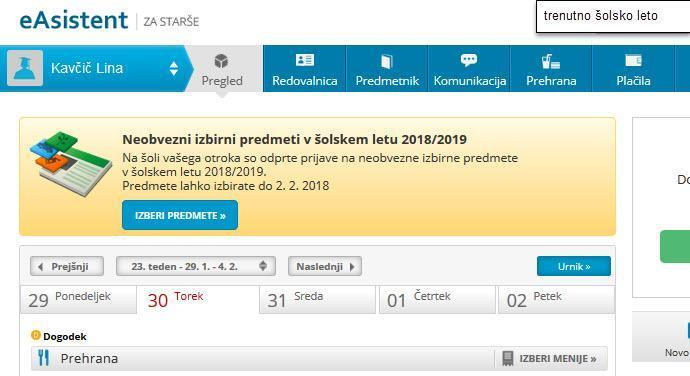 eAsistent ZA STARŠE
trenutno šolsko leto
Kavčič Lina
Pregled
Redovalnica
Predmetnik
Komunikacija
Prehrana
Plačila
Neobvezni izbirni predmeti v šolskem letu 2018/2019
Na šoli vašega otroka so odprte prijave na neobvezne izbirne predmete
v šolskem letu 2018/2019.
Predmete lahko izbirate do 2. 2. 2018
IZBERI PREDMETE »
Do
Prejšnji
23. teden - 29. 1. - 4. 2.
Naslednji
Urnik »
29 Ponedeljek
30 Torek
31 Sreda
01 Četrtek
02 Petek
D Dogodek
Prehrana
IZBERI MENIJE »
Novo